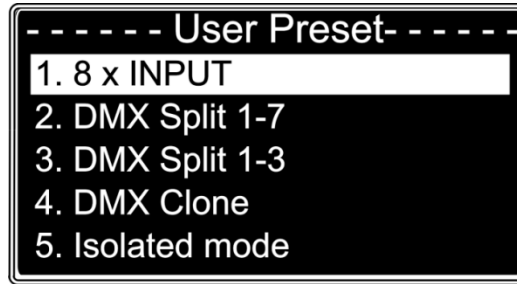 - - - - - - User Preset- - - - - -
1. 8 x INPUT
2. DMX Split 1-7
3. DMX Split 1-3
4. DMX Clone
5. Isolated mode